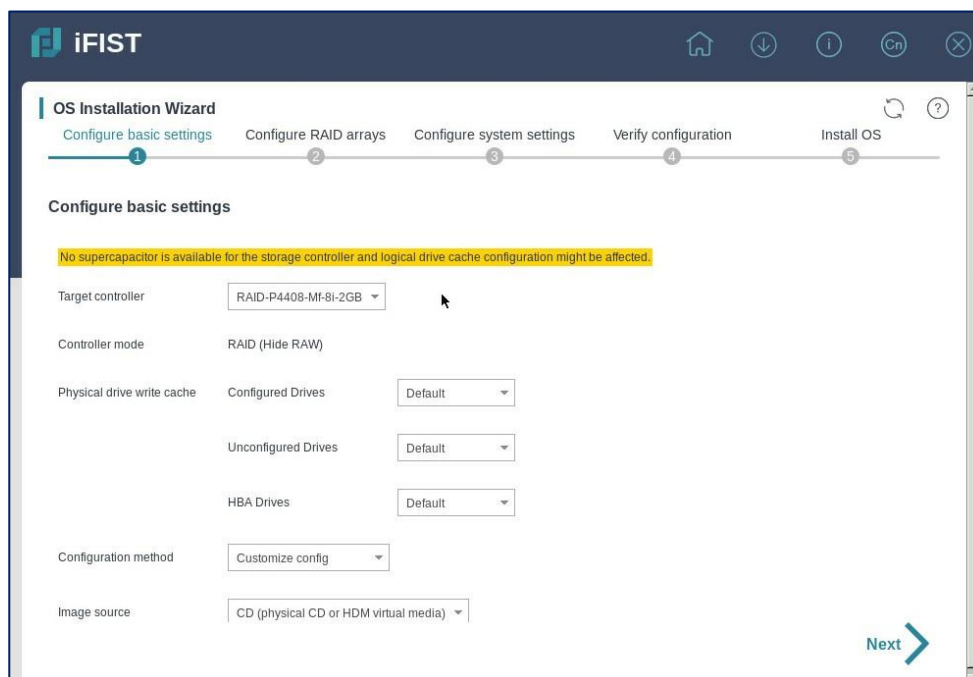 iFIST
Cn
OS Installation Wizard
?
Configure basic settings Configure RAID arrays Configure system settings Verify configuration Install OS
1 2 3 4 5
Configure basic settings
No supercapacitor is available for the storage controller and logical drive cache configuration might be affected.
Target controller RAID-P4408-Mf-8i-2GB
Controller mode RAID (Hide RAW)
Physical drive write cache Configured Drives Default
Unconfigured Drives Default
HBA Drives Default
Configuration method Customize config
Image source CD (physical CD or HDM virtual media)
Next